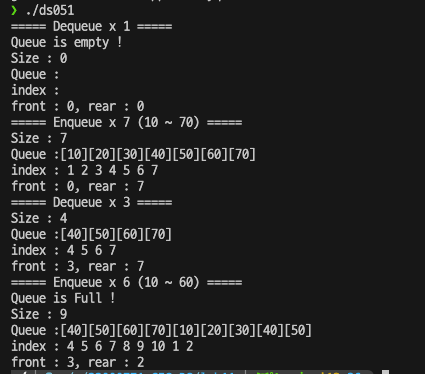 ❯ ./ds051
===== Dequeue x 1 =====
Queue is empty !
Size : 0
Queue :
index :
front : 0, rear : 0
===== Enqueue x 7 (10 ~ 70) =====
Size : 7
Queue :[10][20][30][40][50][60][70]
index : 1 2 3 4 5 6 7
front : 0, rear : 7
===== Dequeue x 3 =====
Size : 4
Queue :[40][50][60][70]
index : 4 5 6 7
front : 3, rear : 7
===== Enqueue x 6 (10 ~ 60) =====
Queue is Full !
Size : 9
Queue :[40][50][60][70][10][20][30][40][50]
index : 4 5 6 7 8 9 10 1 2
front : 3, rear : 2